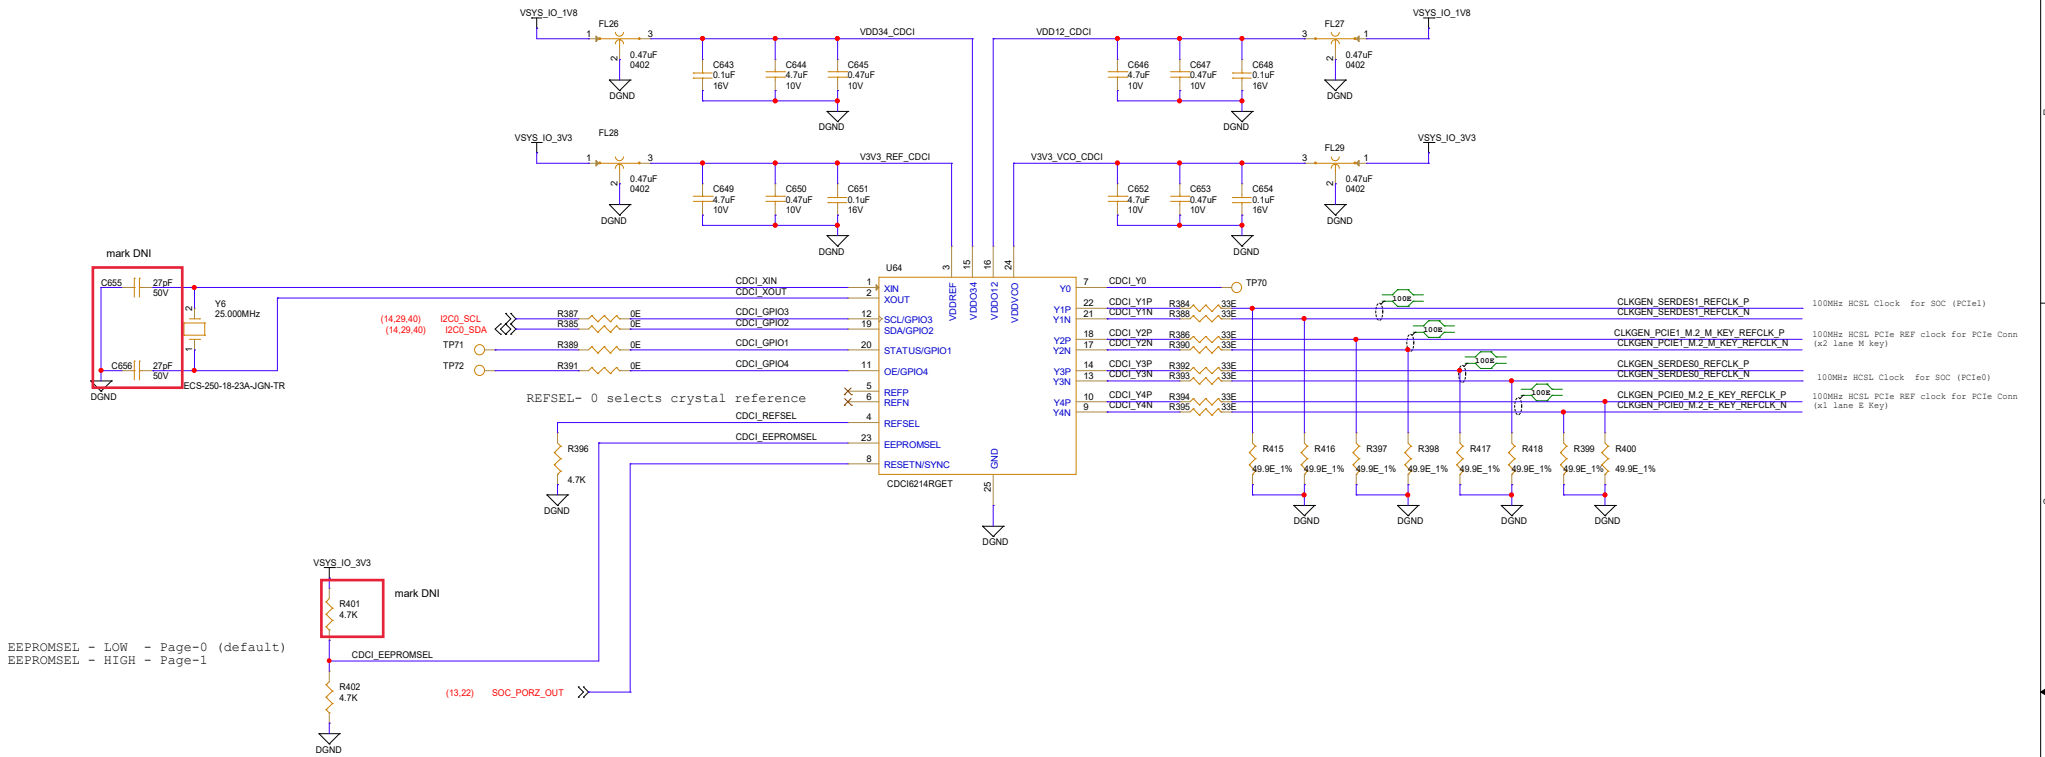 VSYS_IO_1V8
FL26
1
3
2
0.47uF
0402
DGND
C643
0.1uF
16V
C644
4.7uF
10V
C645
0.47uF
10V
DGND
VDD34_CDCI
VDD12_CDCI
C646
4.7uF
10V
C647
0.47uF
10V
C648
0.1uF
16V
DGND
FL27
3
1
2
0.47uF
0402
DGND
VSYS_IO_1V8
VSYS_IO_3V3
FL28
1
3
2
0.47uF
0402
DGND
C649
4.7uF
10V
C650
0.47uF
10V
C651
0.1uF
16V
DGND
V3V3_REF_CDCI
V3V3_VCO_CDCI
C652
4.7uF
10V
C653
0.47uF
10V
C654
0.1uF
16V
DGND
FL29
3
1
2
0.47uF
0402
DGND
VSYS_IO_3V3
mark DNI
C655
27pF
50V
Y6
25.000MHz
2
1
C656
27pF
50V
ECS-250-18-23A-JGN-TR
DGND
CDCI_XIN
CDCI_XOUT
(14,29,40) I2C0_SCL
(14,29,40) I2C0_SDA
R387 0E CDCI_GPIO3
R385 0E CDCI_GPIO2
TP71 R389 0E CDCI_GPIO1
TP72 R391 0E CDCI_GPIO4
REFSEL- 0 selects crystal reference
CDCI_REFSEL
CDCI_EEPROMSEL
R396
4.7K
DGND
U64
3
15
16
24
VDDREF
VDDO34
VDDO12
VDDVCO
1 XIN
2 XOUT
12 SCL/GPIO3
19 SDA/GPIO2
20 STATUS/GPIO1
11 OE/GPIO4
5 REFP
6 REFN
4 REFSEL
23 EEPROMSEL
8 RESETN/SYNC
GND
25
CDCI6214RGET
DGND
Y0 7 CDCI_Y0 TP70
Y1P 22 CDCI_Y1P R384 33E 100E CLKGEN_SERDES1_REFCLK_P
Y1N 21 CDCI_Y1N R388 33E CLKGEN_SERDES1_REFCLK_N
100MHz HCSL Clock for SOC (PCIe1)
Y2P 18 CDCI_Y2P R386 33E 100E CLKGEN_PCIE1_M.2_M_KEY_REFCLK_P
Y2N 17 CDCI_Y2N R390 33E CLKGEN_PCIE1_M.2_M_KEY_REFCLK_N
100MHz HCSL PCIe REF clock for PCIe Conn
(x2 lane M key)
Y3P 14 CDCI_Y3P R392 33E 100E CLKGEN_SERDES0_REFCLK_P
Y3N 13 CDCI_Y3N R393 33E CLKGEN_SERDES0_REFCLK_N
100MHz HCSL Clock for SOC (PCIe0)
Y4P 10 CDCI_Y4P R394 33E 100E CLKGEN_PCIE0_M.2_E_KEY_REFCLK_P
Y4N 9 CDCI_Y4N R395 33E CLKGEN_PCIE0_M.2_E_KEY_REFCLK_N
100MHz HCSL PCIe REF clock for PCIe Conn
(x1 lane E Key)
R415 R416 R397 R398 R417 R418 R399 R400
49.9E_1% 49.9E_1% 49.9E_1% 49.9E_1% 49.9E_1% 49.9E_1% 49.9E_1% 49.9E_1%
DGND DGND DGND DGND
VSYS_IO_3V3
R401
4.7K
mark DNI
EEPROMSEL - LOW - Page-0 (default)
EEPROMSEL - HIGH - Page-1
CDCI_EEPROMSEL
R402
4.7K
DGND
(13,22) SOC_PORZ_OUT